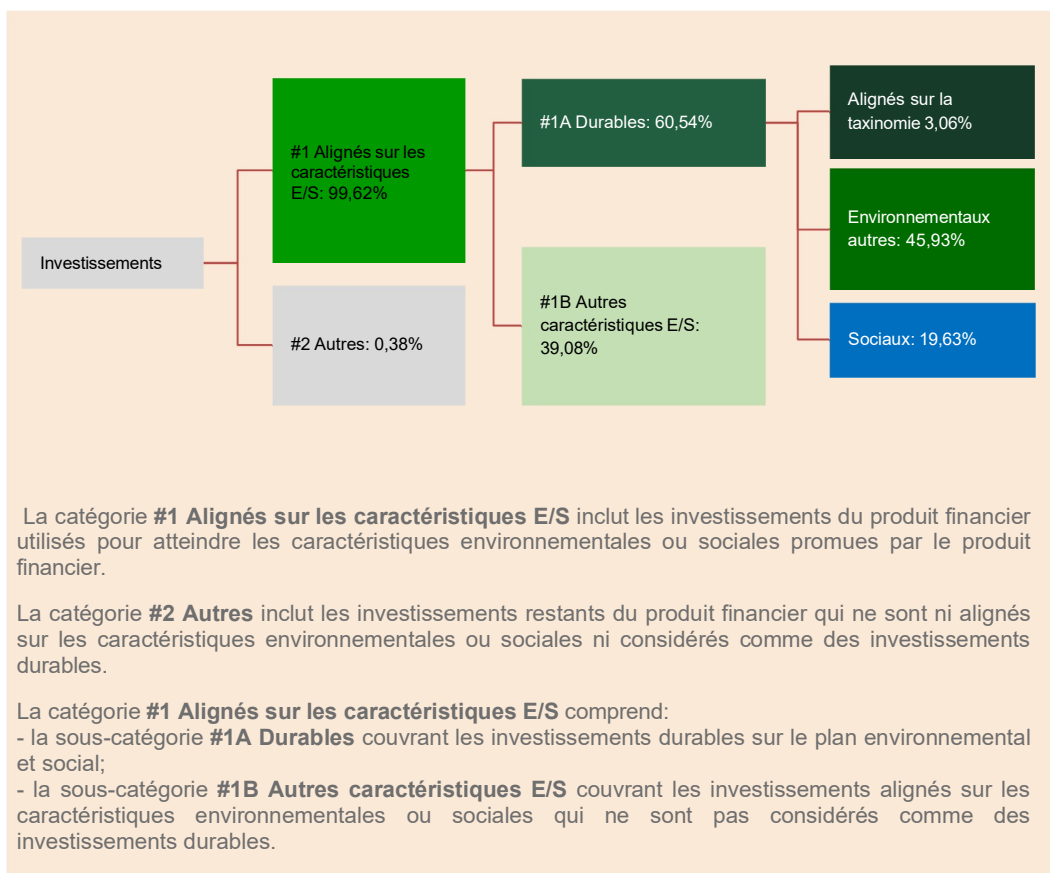 Investissements
#1 Alignés sur les
caractéristiques
E/S: 99,62%
#2 Autres: 0,38%
#1A Durables: 60,54%
#1B Autres
caractéristiques E/S:
39,08%
Alignés sur la
taxinomie 3,06%
Environnementaux
autres: 45,93%
Sociaux: 19,63%
La catégorie #1 Alignés sur les caractéristiques E/S inclut les investissements du produit financier
utilisés pour atteindre les caractéristiques environnementales ou sociales promues par le produit
financier.
La catégorie #2 Autres inclut les investissements restants du produit financier qui ne sont ni alignés
sur les caractéristiques environnementales ou sociales ni considérés comme des investissements
durables.
La catégorie #1 Alignés sur les caractéristiques E/S comprend:
- la sous-catégorie #1A Durables couvrant les investissements durables sur le plan environnemental
et social;
- la sous-catégorie #1B Autres caractéristiques E/S couvrant les investissements alignés sur les
caractéristiques environnementales ou sociales qui ne sont pas considérés comme des
investissements durables.